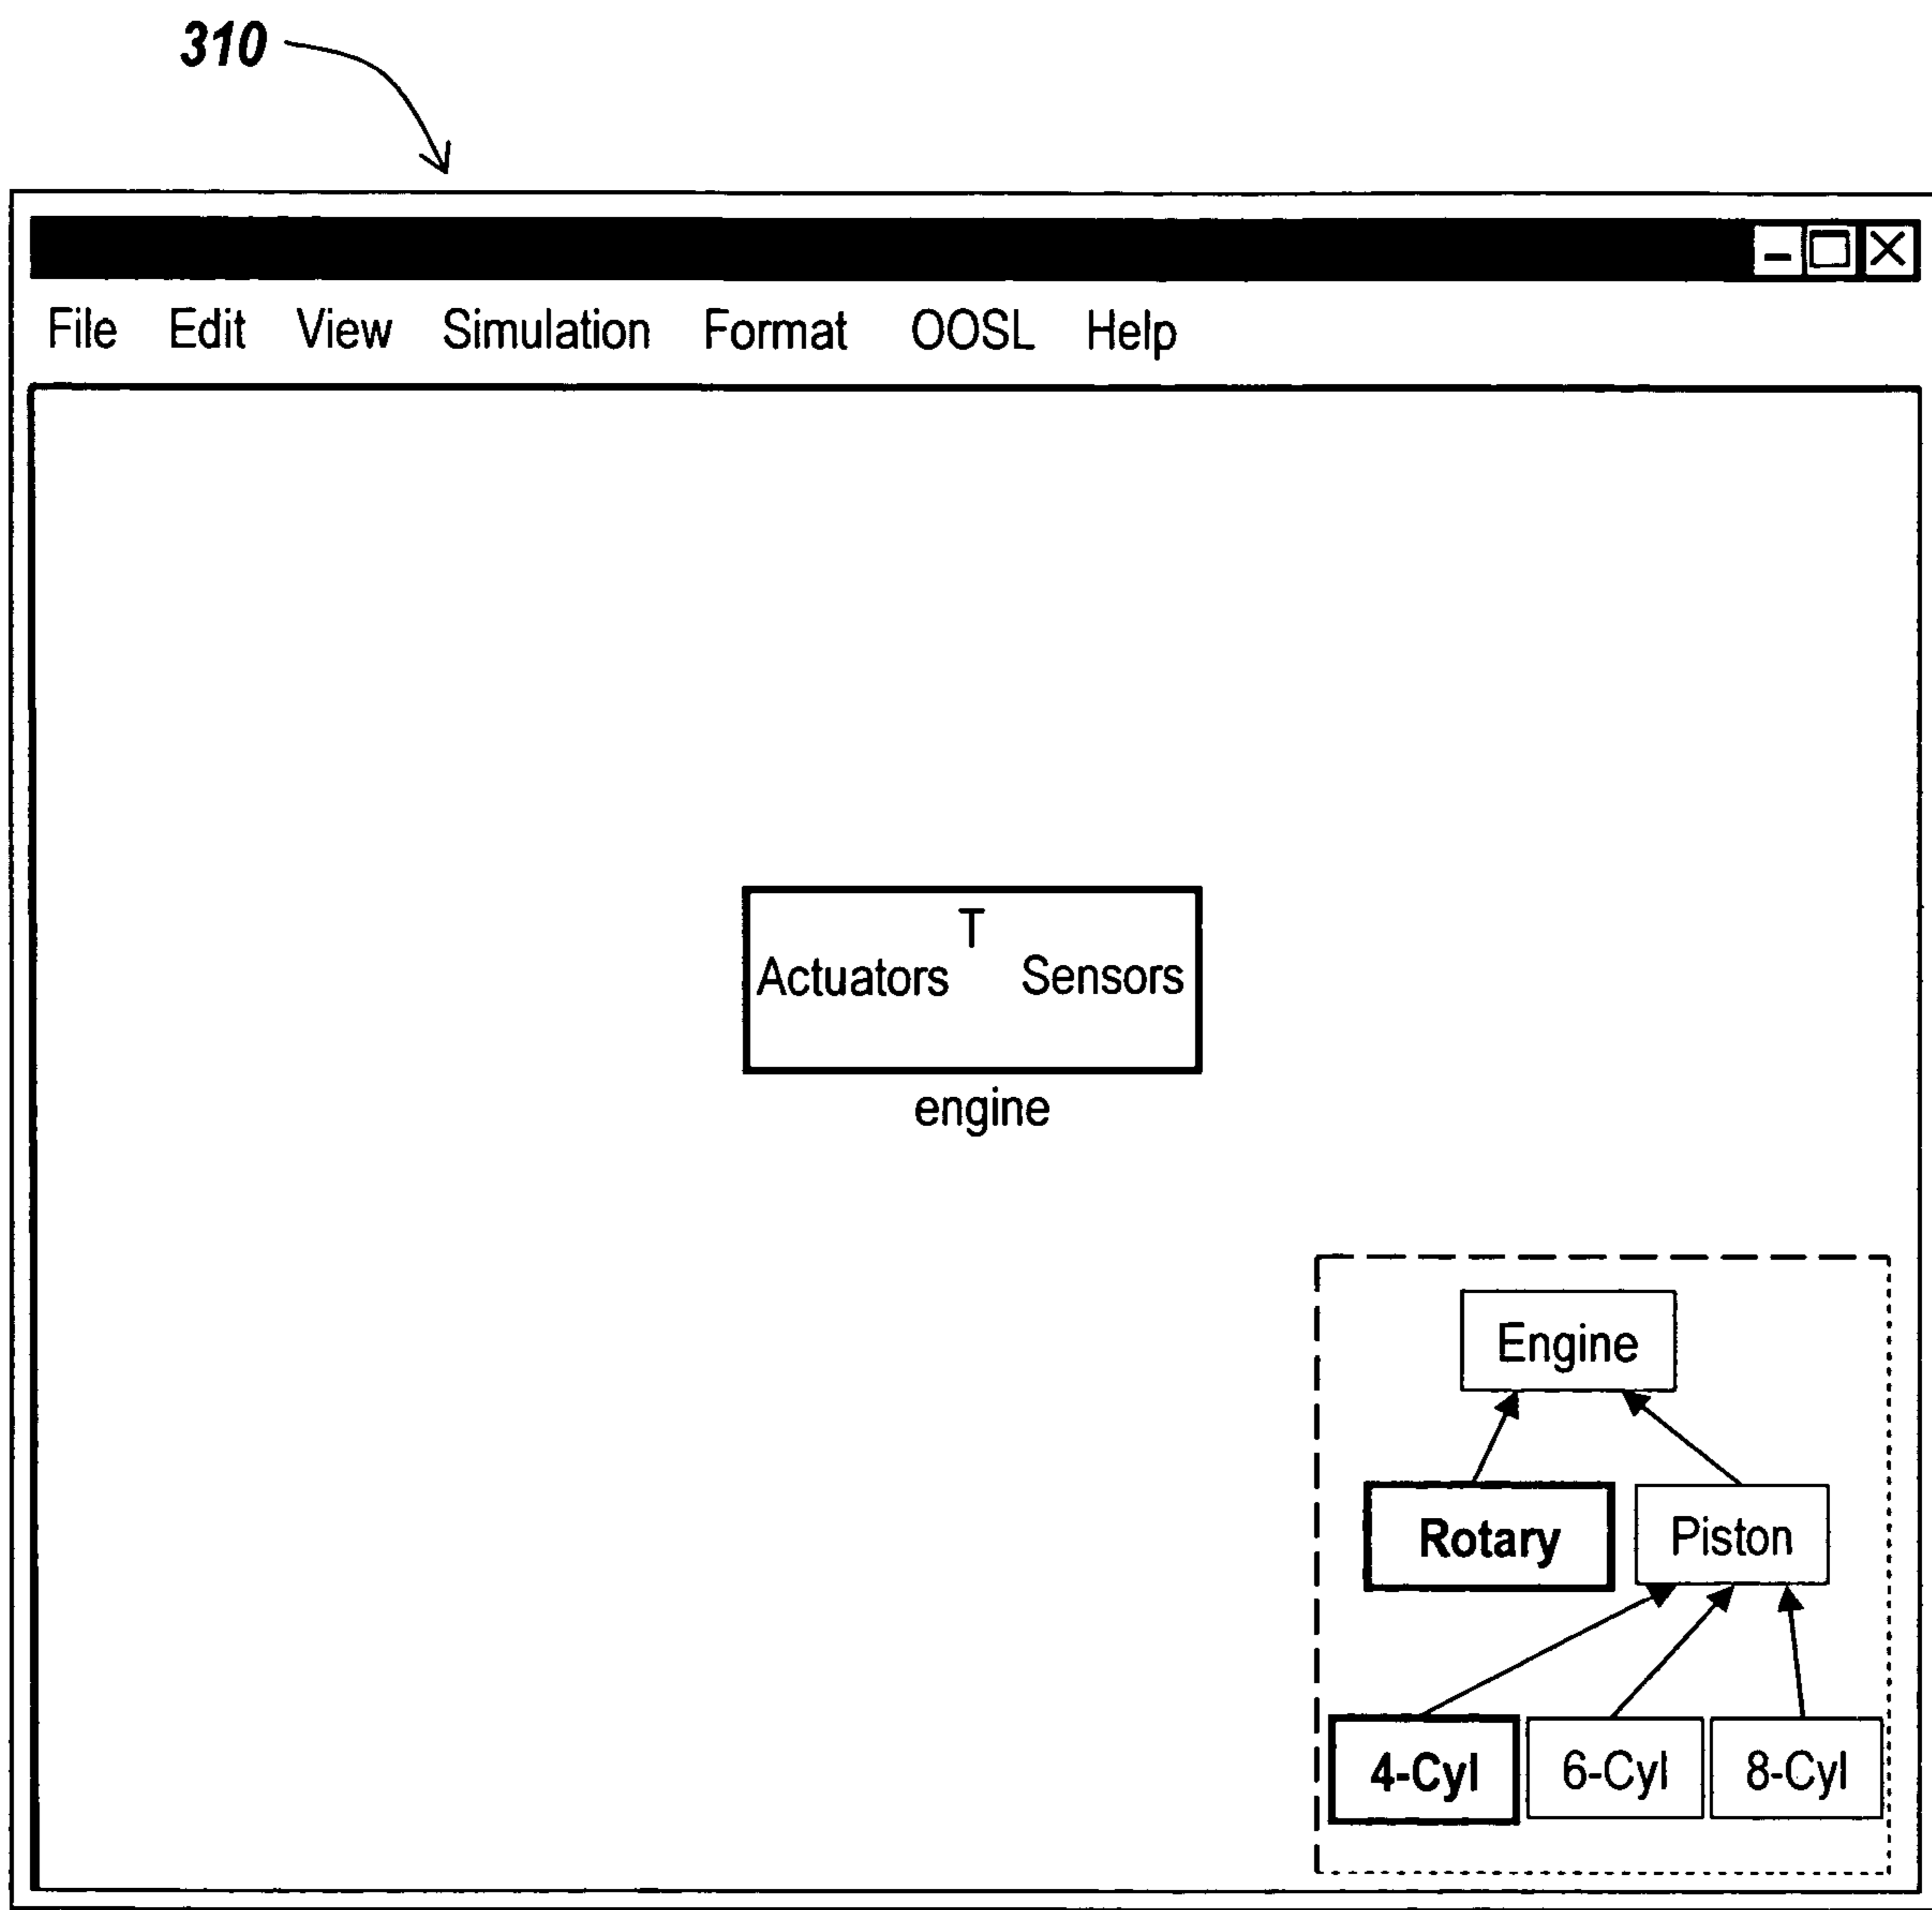 310
File Edit View Simulation Format OOSL Help
T
Actuators Sensors
engine
Engine
Rotary Piston
4-Cyl 6-Cyl 8-Cyl